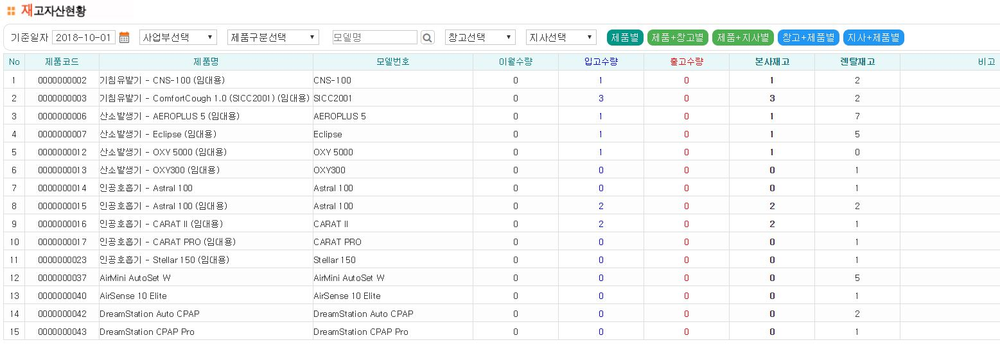 재고자산현황
기준일자 2018-10-01 사업부선택 제품구분선택 모델명 창고선택 지사선택 제품별 제품+창고별 제품+지사별 창고+제품별 지사+제품별
No 제품코드 제품명 모델번호 이월수량 입고수량 출고수량 본사재고 렌탈재고 비고
1 0000000002 기침유발기 - CNS-100 (임대용) CNS-100 0 1 0 1 2
2 0000000003 기침유발기 - ComfortCough 1.0 (SICC2001) (임대용) SICC2001 0 3 0 3 2
3 0000000006 산소발생기 - AEROPLUS 5 (임대용) AEROPLUS 5 0 1 0 1 7
4 0000000007 산소발생기 - Eclipse (임대용) Eclipse 0 1 0 1 5
5 0000000012 산소발생기 - OXY 5000 (임대용) OXY 5000 0 1 0 1 0
6 0000000013 산소발생기 - OXY300 (임대용) OXY300 0 0 0 0 1
7 0000000014 인공호흡기 - Astral 100 Astral 100 0 0 0 0 1
8 0000000015 인공호흡기 - Astral 100 (임대용) Astral 100 0 2 0 2 2
9 0000000016 인공호흡기 - CARAT II (임대용) CARAT II 0 2 0 2 1
10 0000000017 인공호흡기 - CARAT PRO (임대용) CARAT PRO 0 0 0 0 1
11 0000000023 인공호흡기 - Stellar 150 (임대용) Stellar 150 0 0 0 0 1
12 0000000037 AirMini AutoSet W AirMini AutoSet W 0 0 0 0 5
13 0000000040 AirSense 10 Elite AirSense 10 Elite 0 0 0 0 1
14 0000000042 DreamStation Auto CPAP DreamStation Auto CPAP 0 0 0 0 2
15 0000000043 DreamStation CPAP Pro DreamStation CPAP Pro 0 0 0 0 1